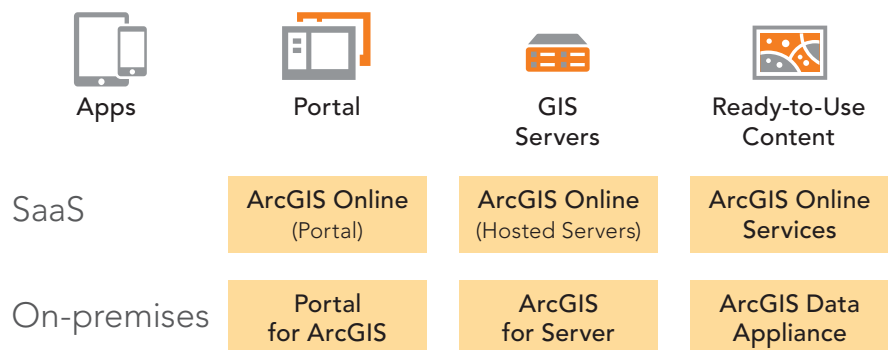 Apps
Portal
GIS
Servers
Ready-to-Use
Content
SaaS
ArcGIS Online
(Portal)
ArcGIS Online
(Hosted Servers)
ArcGIS Online
Services
On-premises
Portal
for ArcGIS
ArcGIS
for Server
ArcGIS Data
Appliance